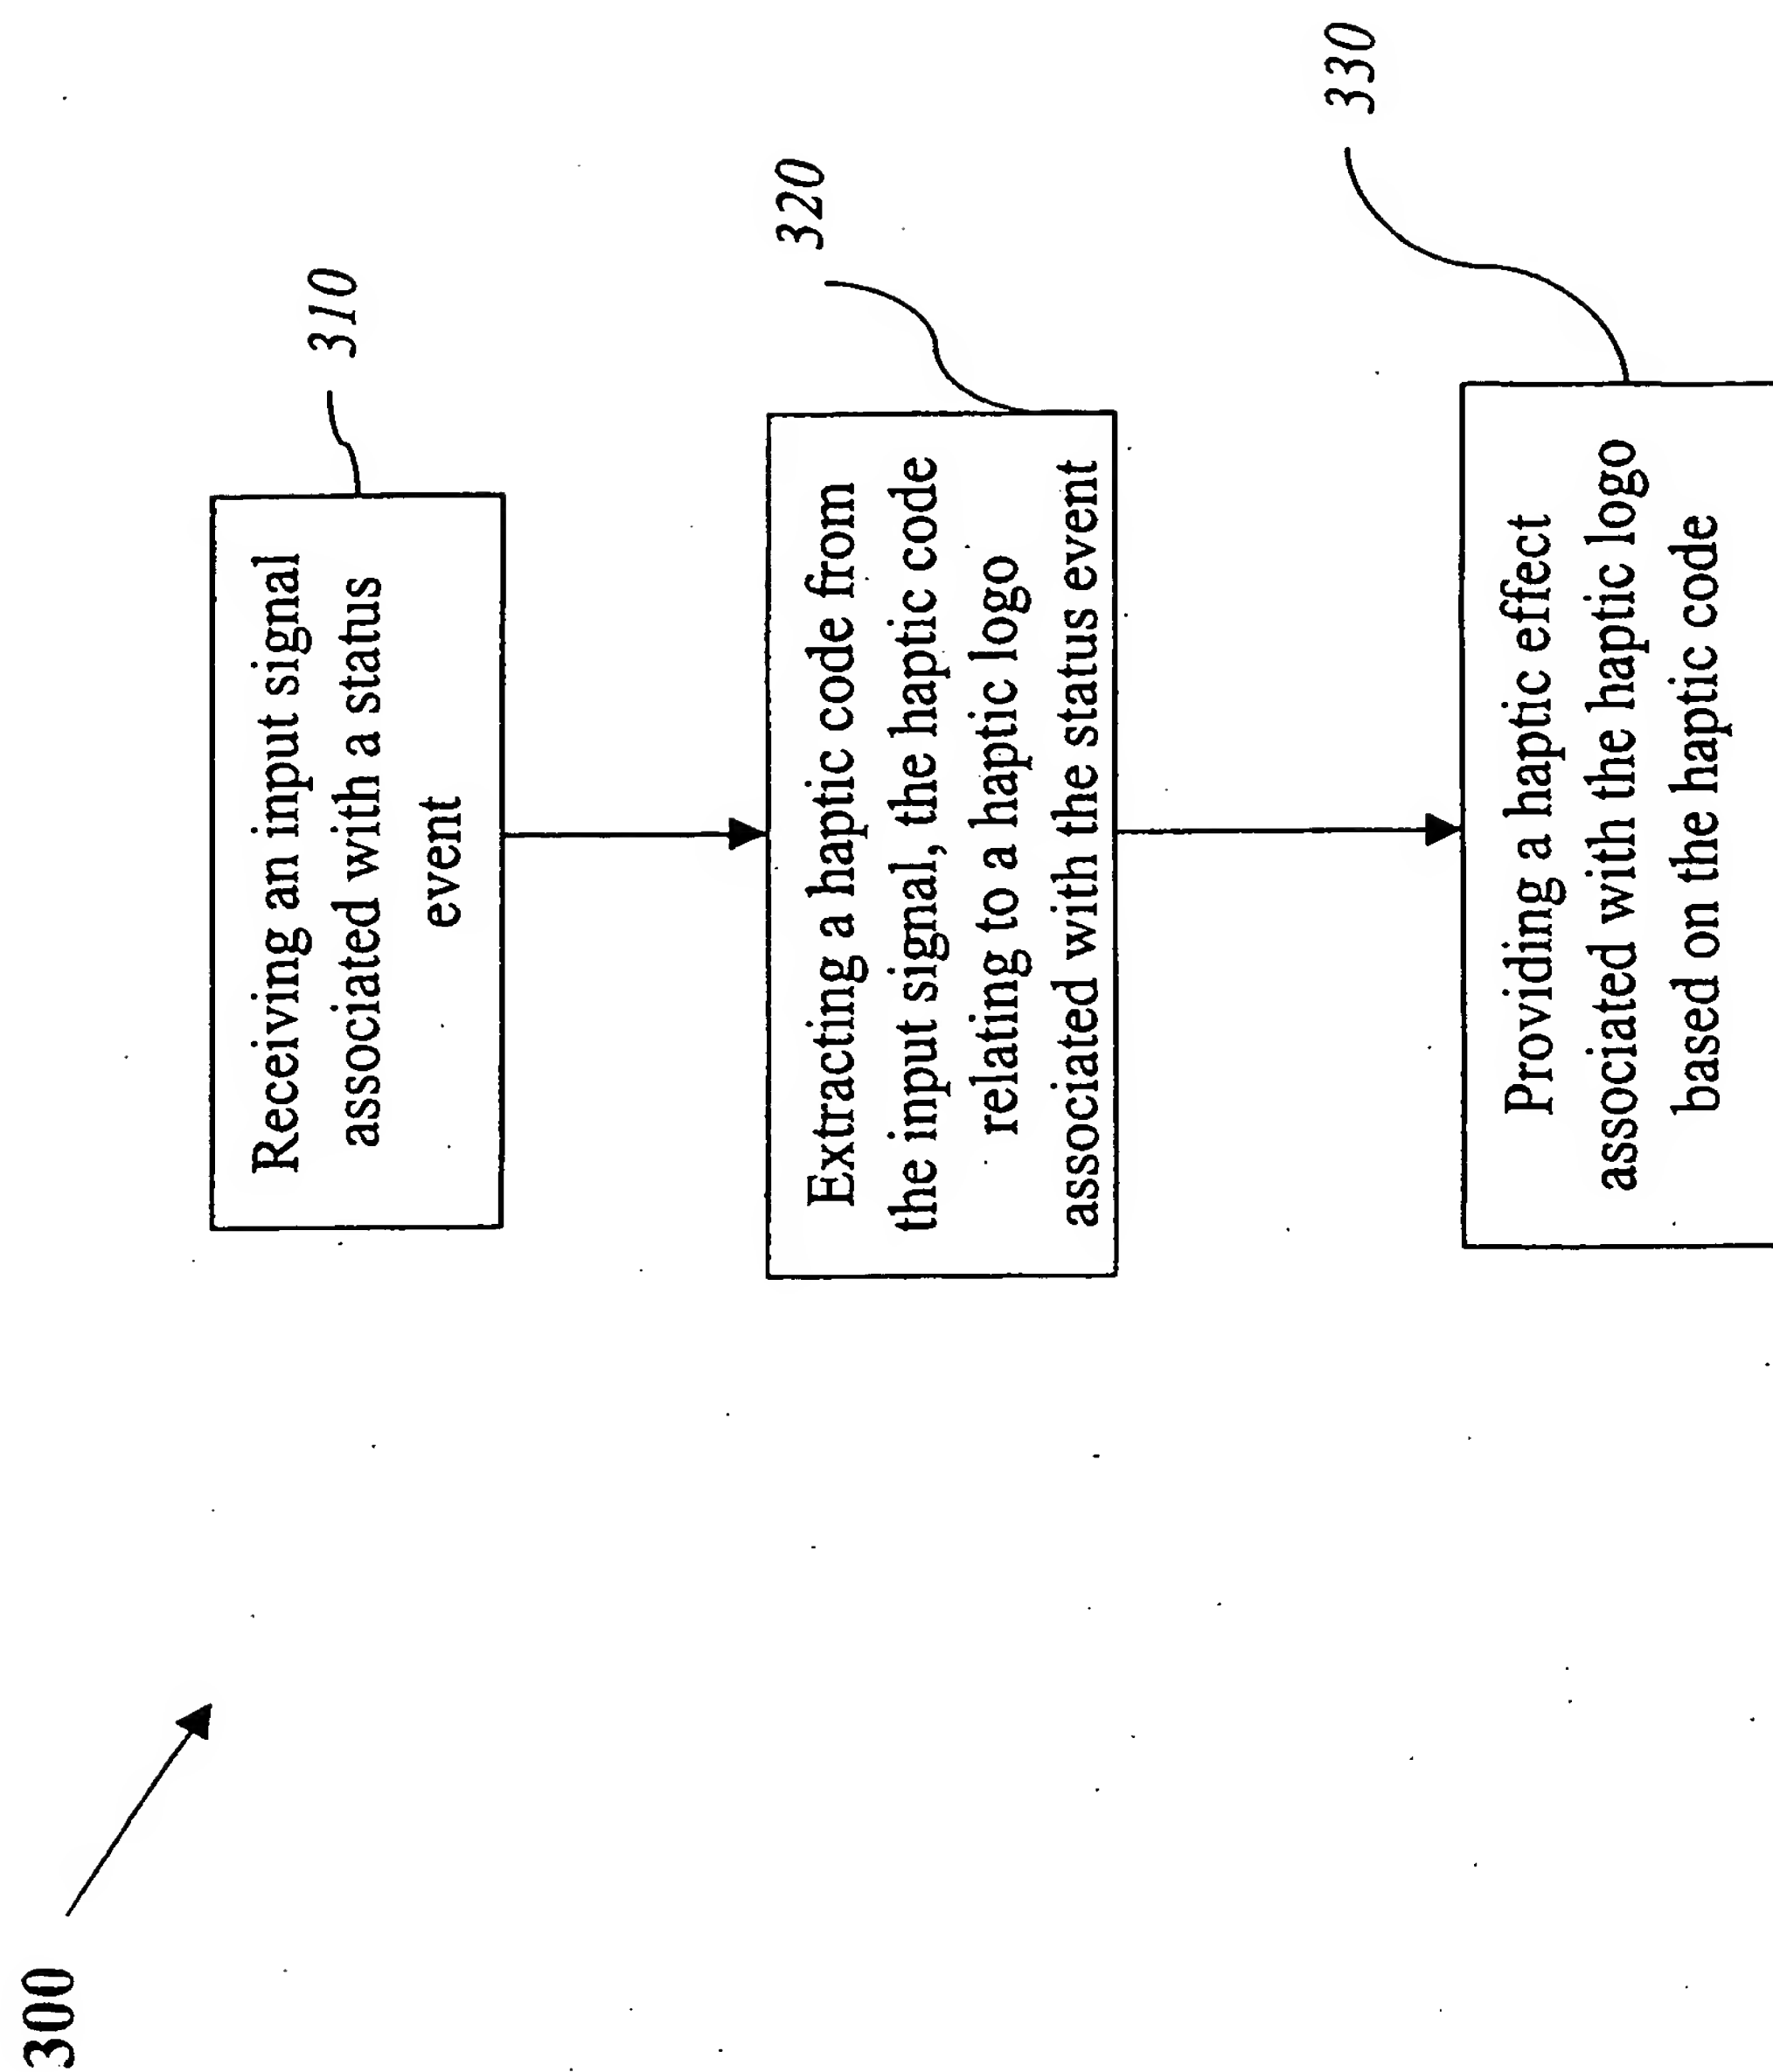 300
Receiving an input signal
associated with a status
event
310
Extracting a haptic code from
the input signal, the haptic code
relating to a haptic logo
associated with the status event
320
Providing a haptic effect
associated with the haptic logo
based on the haptic code
330